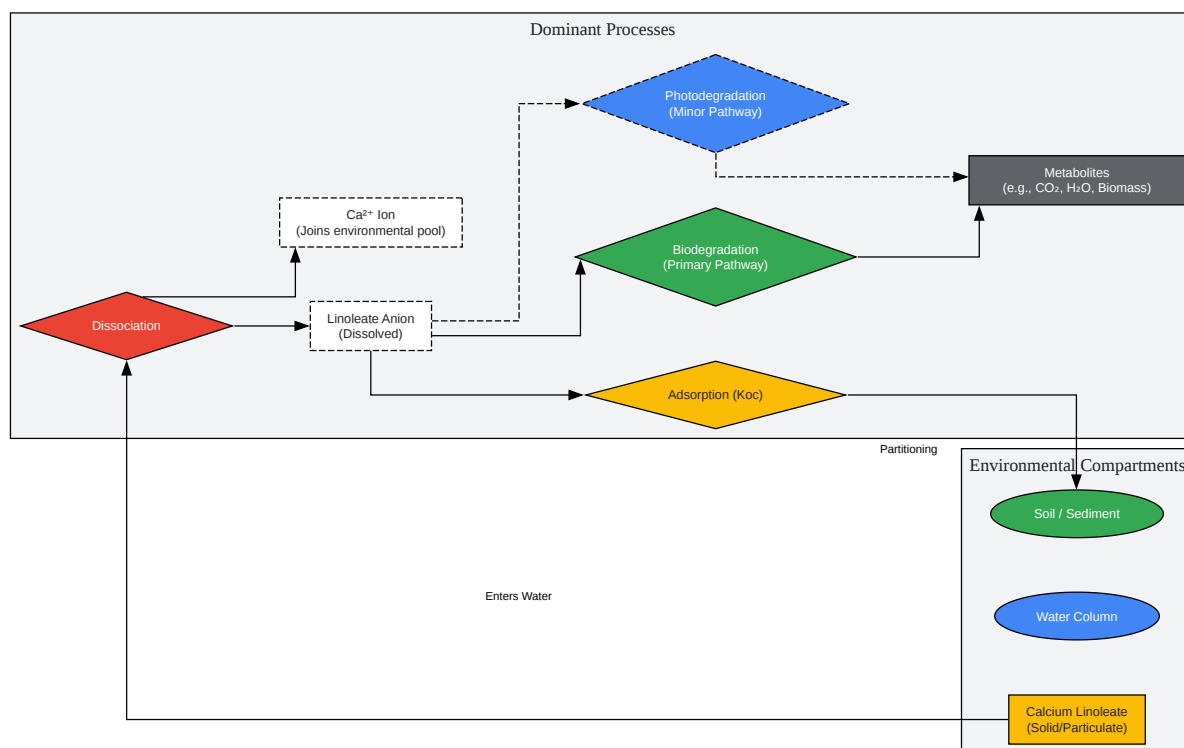 Dominant Processes
Photodegradation
(Minor Pathway)
Metabolites
(e.g., CO₂, H₂O, Biomass)
Ca²⁺ Ion
(Joins environmental pool)
Biodegradation
(Primary Pathway)
Dissociation
Linoleate Anion
(Dissolved)
Adsorption (Koc)
Partitioning
Environmental Compartments
Soil / Sediment
Enters Water
Water Column
Calcium Linoleate
(Solid/Particulate)